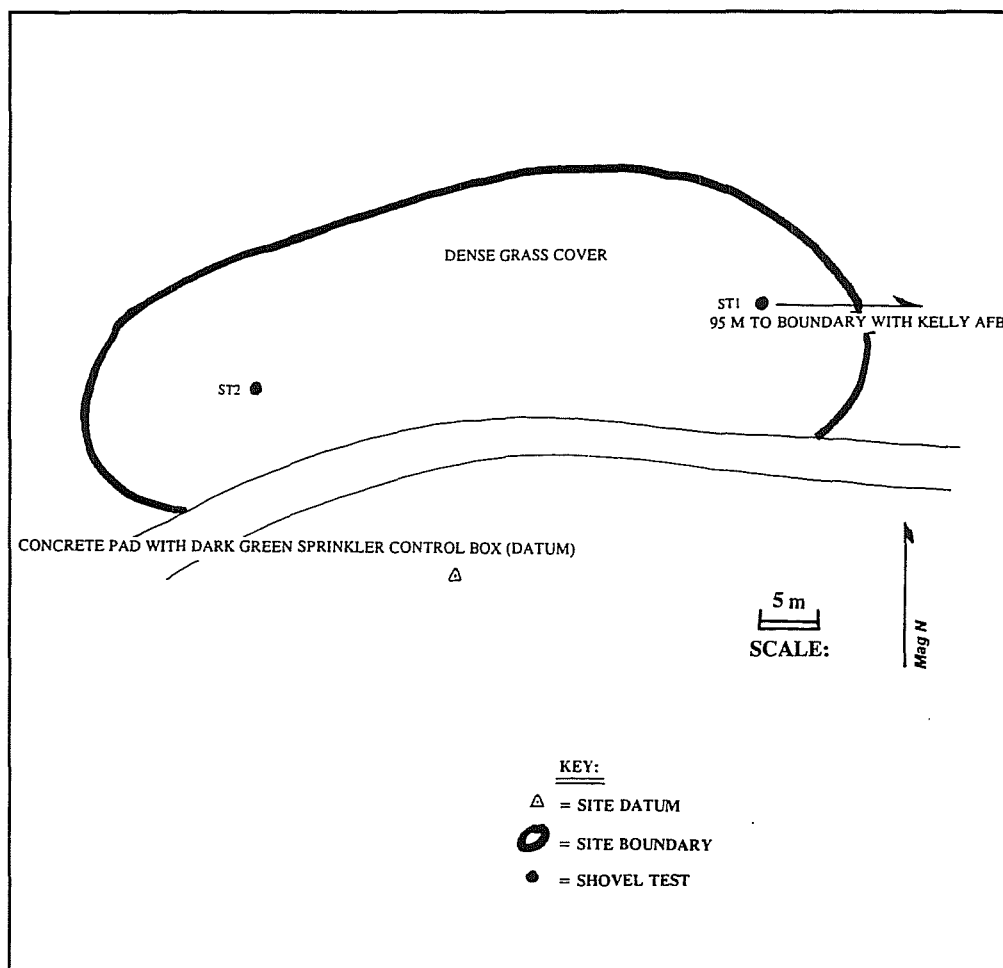 DENSE GRASS COVER
ST1
95 M TO BOUNDARY WITH KELLY AFB
ST2
CONCRETE PAD WITH DARK GREEN SPRINKLER CONTROL BOX (DATUM)
5 m
SCALE:
Mag N
KEY:
= SITE DATUM
= SITE BOUNDARY
= SHOVEL TEST